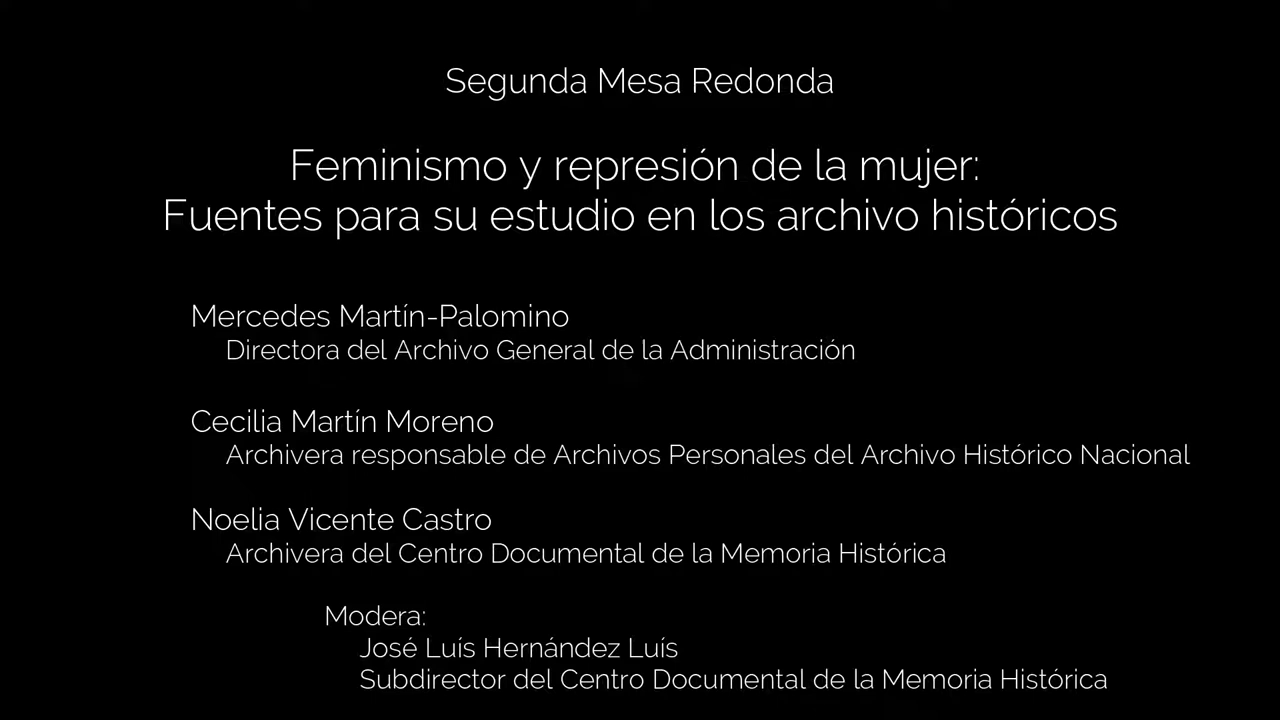 Segunda Mesa Redonda
Feminismo y represión de la mujer:
Fuentes para su estudio en los archivo históricos
Mercedes Martín-Palomino
Directora del Archivo General de la Administración
Cecilia Martín Moreno
Archivera responsable de Archivos Personales del Archivo Histórico Nacional
Noelia Vicente Castro
Archivera del Centro Documental de la Memoria Histórica
Modera:
José Luís Hernández Luís
Subdirector del Centro Documental de la Memoria Histórica